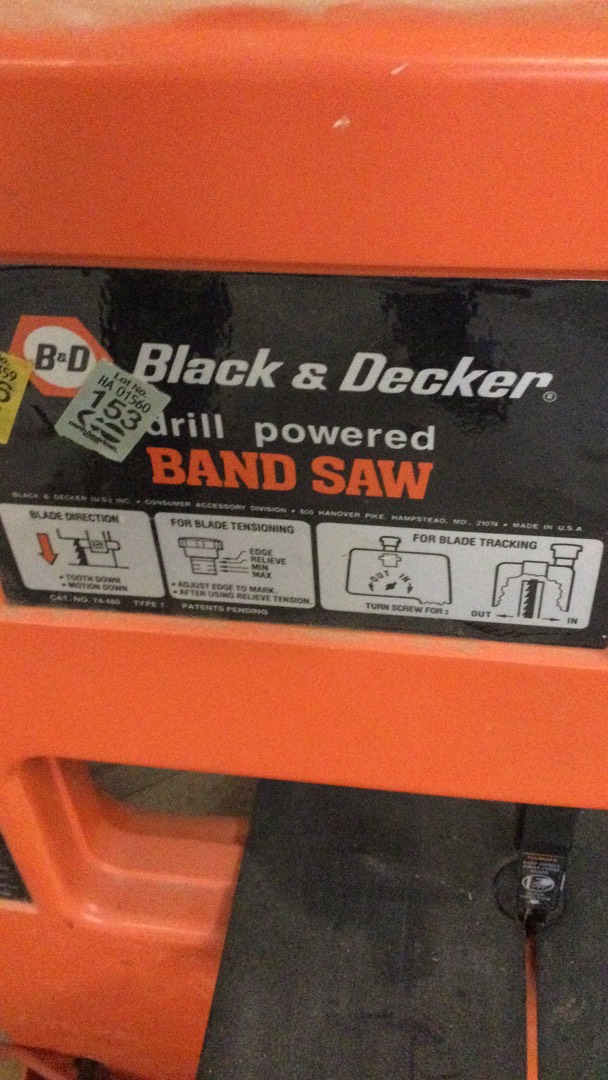 B&D
Black & Decker®
drill powered
BAND SAW
59
6
Lot No.
HA 01560
153
BLACK & DECKER (U.S.) INC. • CONSUMER ACCESSORY DIVISION • 500 HANOVER PIKE, HAMPSTEAD, MD., 21074 • MADE IN U.S.A.
BLADE DIRECTION
• TOOTH DOWN
• MOTION DOWN
FOR BLADE TENSIONING
EDGE
RELIEVE
MIN
MAX
• ADJUST EDGE TO MARK.
• AFTER USING RELIEVE TENSION.
FOR BLADE TRACKING
OUT IN
TURN SCREW FOR :
OUT IN
CAT. NO. 74-460 TYPE 1 PATENTS PENDING
DANGER